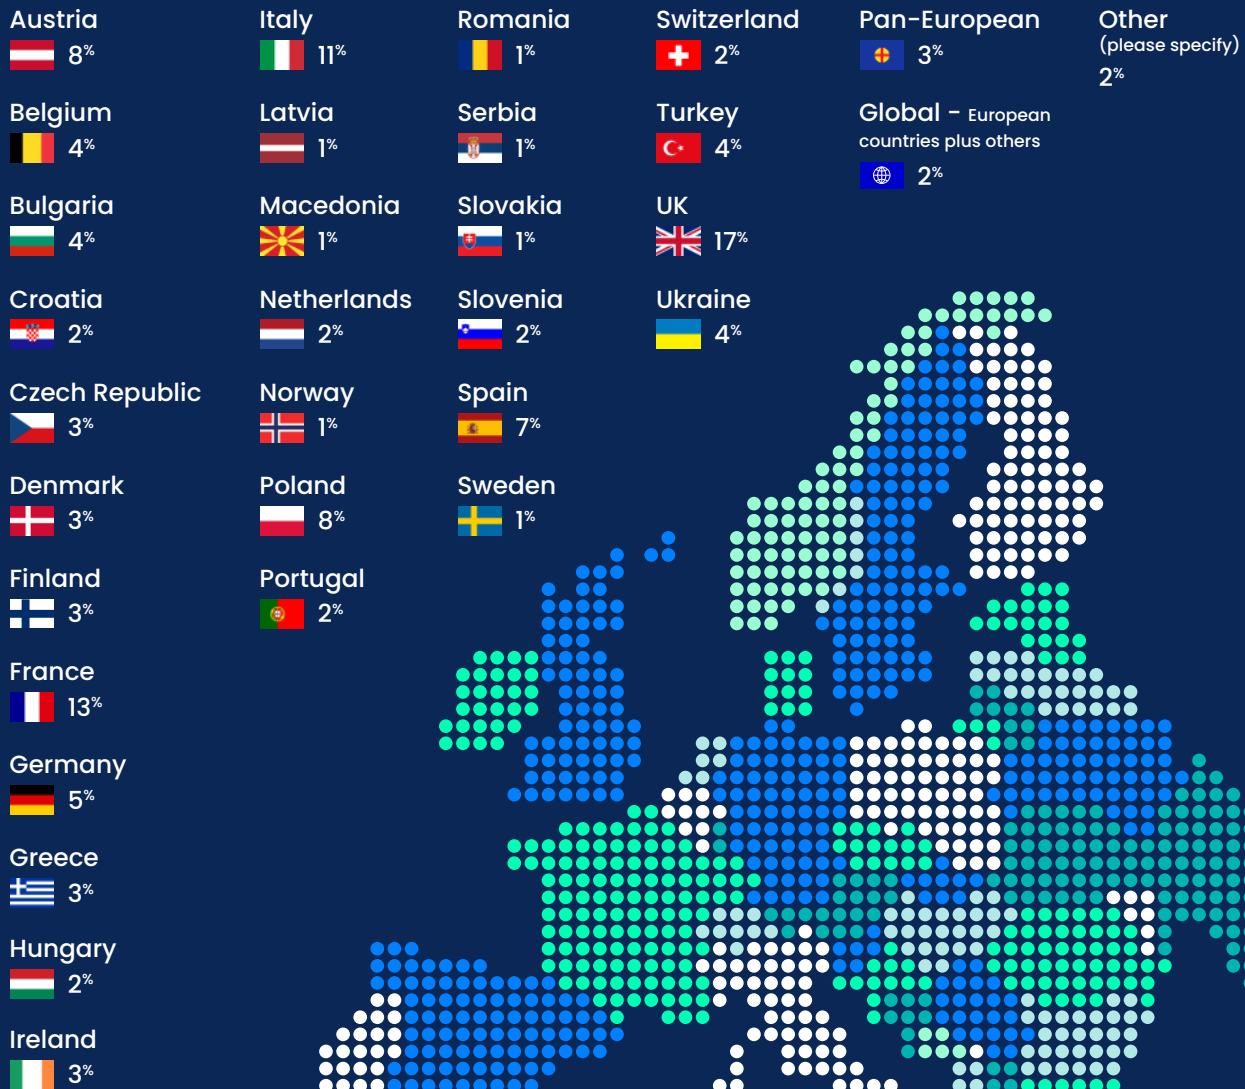 Austria
8%
Belgium
4%
Bulgaria
4%
Croatia
2%
Czech Republic
3%
Denmark
3%
Finland
3%
France
13%
Germany
5%
Greece
3%
Hungary
2%
Ireland
3%
Italy
11%
Latvia
1%
Macedonia
1%
Netherlands
2%
Norway
1%
Poland
8%
Portugal
2%
Romania
1%
Serbia
1%
Slovakia
1%
Slovenia
2%
Spain
7%
Sweden
1%
Switzerland
2%
Turkey
4%
UK
17%
Ukraine
4%
Pan-European
3%
Global - European
countries plus others
2%
Other
(please specify)
2%